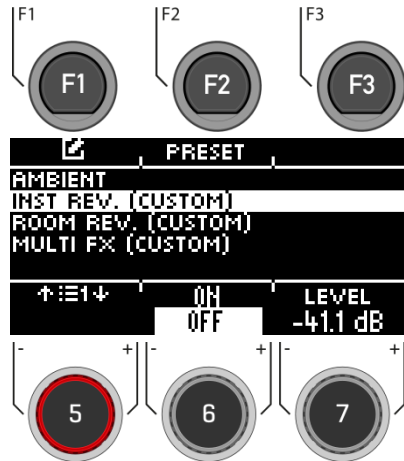 F1 F2 F3
F1 F2 F3
PRESET
AMBIENT
INST REV. (CUSTOM)
ROOM REV. (CUSTOM)
MULTI FX (CUSTOM)
↑☰1↓ ON LEVEL
OFF -41.1 dB
- + - + - +
5 6 7